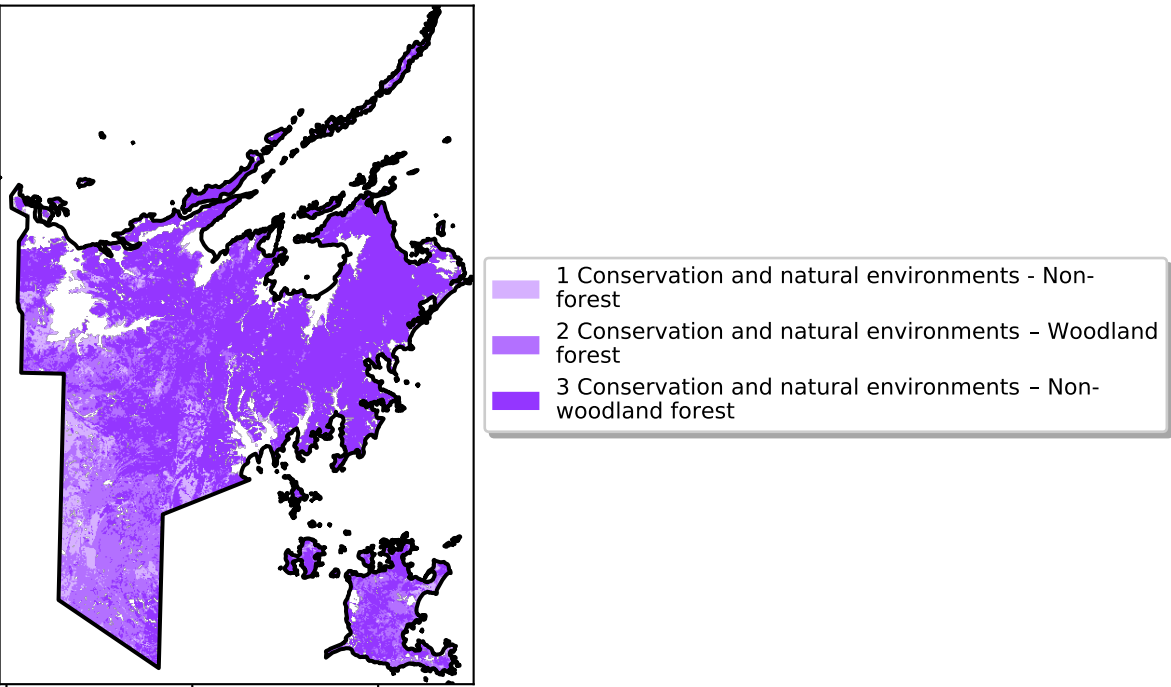 1 Conservation and natural environments - Non-
forest
2 Conservation and natural environments – Woodland
forest
3 Conservation and natural environments – Non-
woodland forest